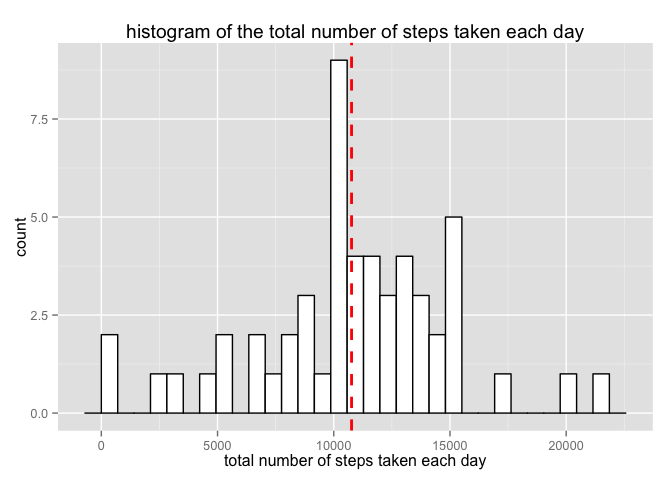 histogram of the total number of steps taken each day
7.5
5.0
2.5
0.0
count
0 5000 10000 15000 20000
total number of steps taken each day